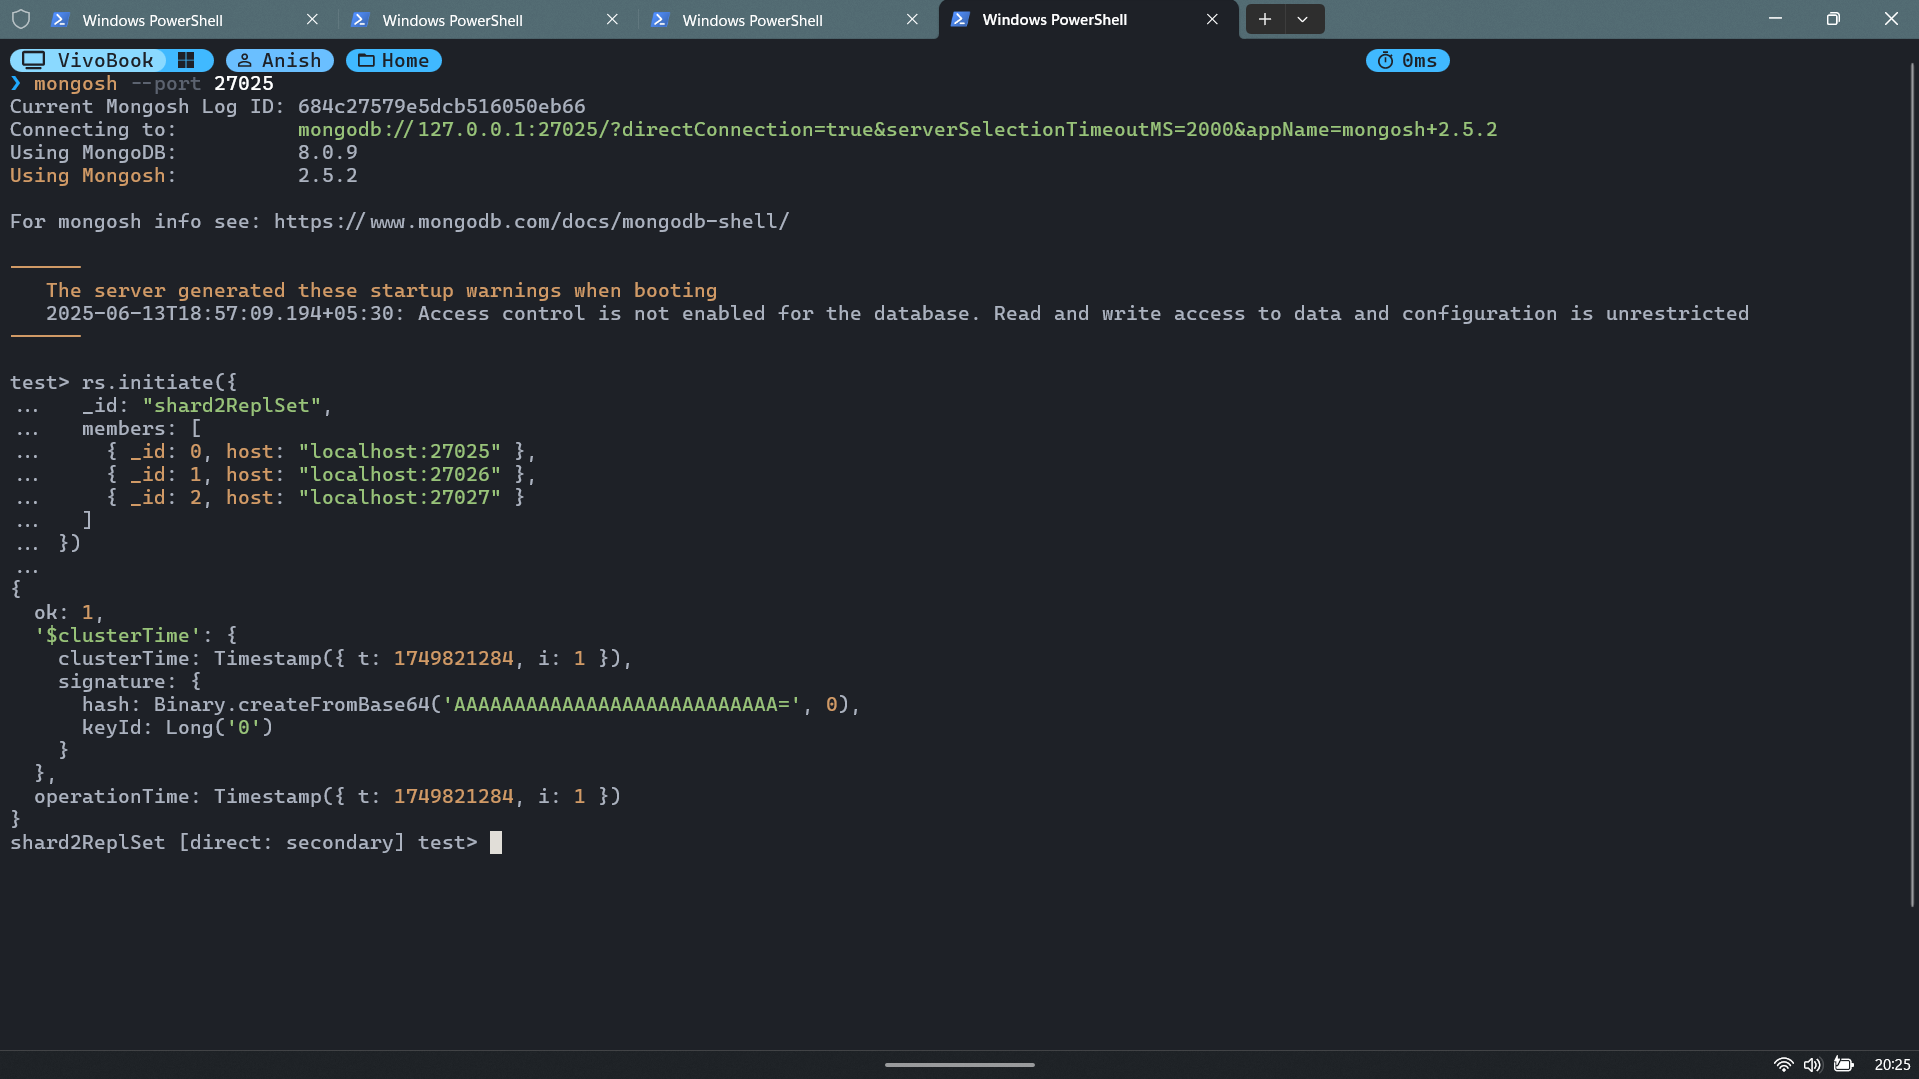 Windows PowerShell
Windows PowerShell
Windows PowerShell
Windows PowerShell
VivoBook Anish Home 0ms
❯ mongosh --port 27025
Current Mongosh Log ID: 684c27579e5dcb516050eb66
Connecting to: mongodb://127.0.0.1:27025/?directConnection=true&serverSelectionTimeoutMS=2000&appName=mongosh+2.5.2
Using MongoDB: 8.0.9
Using Mongosh: 2.5.2
For mongosh info see: https://www.mongodb.com/docs/mongodb-shell/
------
The server generated these startup warnings when booting
2025-06-13T18:57:09.194+05:30: Access control is not enabled for the database. Read and write access to data and configuration is unrestricted
------
test> rs.initiate({
... _id: "shard2ReplSet",
... members: [
... { _id: 0, host: "localhost:27025" },
... { _id: 1, host: "localhost:27026" },
... { _id: 2, host: "localhost:27027" }
... ]
... })
...
{
ok: 1,
'$clusterTime': {
clusterTime: Timestamp({ t: 1749821284, i: 1 }),
signature: {
hash: Binary.createFromBase64('AAAAAAAAAAAAAAAAAAAAAAAAAAA=', 0),
keyId: Long('0')
}
},
operationTime: Timestamp({ t: 1749821284, i: 1 })
}
shard2ReplSet [direct: secondary] test>
20:25